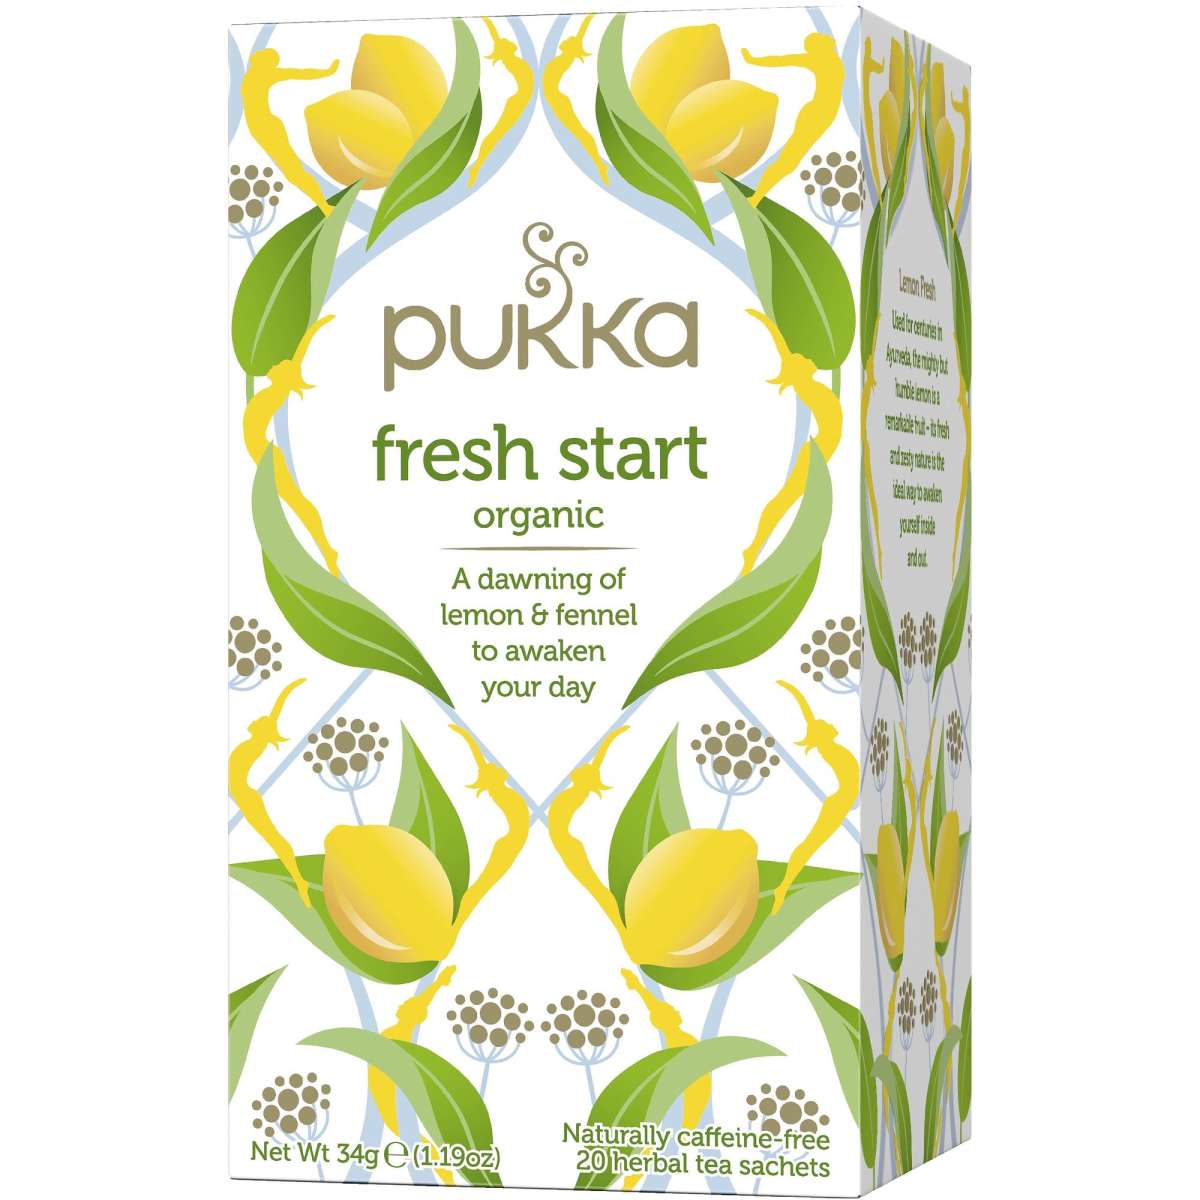 pukka
fresh start
organic
A dawning of
lemon & fennel
to awaken
your day
Net Wt 34g e (1.19oz)
Naturally caffeine-free
20 herbal tea sachets
Lemon Fresh
Used for centuries in
Ayurveda, the mighty but
humble lemon is a
remarkable fruit – its fresh
and zesty nature is the
ideal way to awaken
yourself inside
and out.